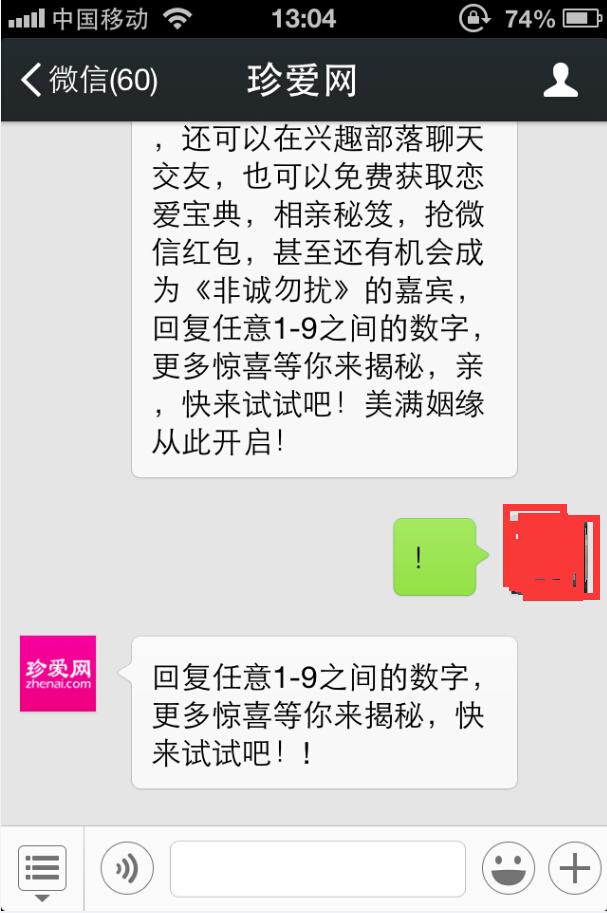 中国移动 13:04 74%
微信(60) 珍爱网
，还可以在兴趣部落聊天
交友，也可以免费获取恋
爱宝典，相亲秘笈，抢微
信红包，甚至还有机会成
为《非诚勿扰》的嘉宾，
回复任意1-9之间的数字，
更多惊喜等你来揭秘，亲
，快来试试吧！美满姻缘
从此开启！
！
珍爱网
zhenai.com
回复任意1-9之间的数字，
更多惊喜等你来揭秘，快
来试试吧！！